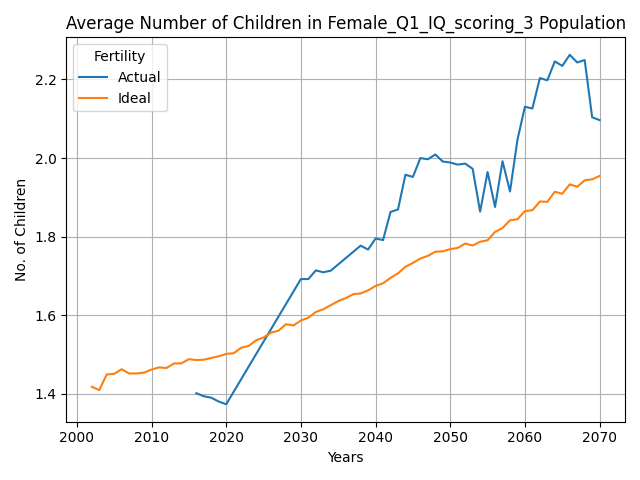 Average Number of Children in Female_Q1_IQ_scoring_3 Population
Fertility
Actual
Ideal
No. of Children
2.2
2.0
1.8
1.6
1.4
2000 2010 2020 2030 2040 2050 2060 2070
Years